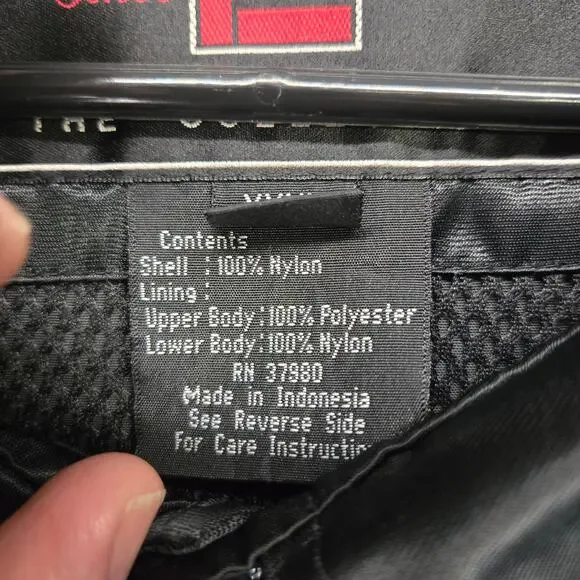 THE
Contents
Shell : 100% Nylon
Lining :
Upper Body : 100% Polyester
Lower Body : 100% Nylon
RN 37980
Made in Indonesia
See Reverse Side
For Care